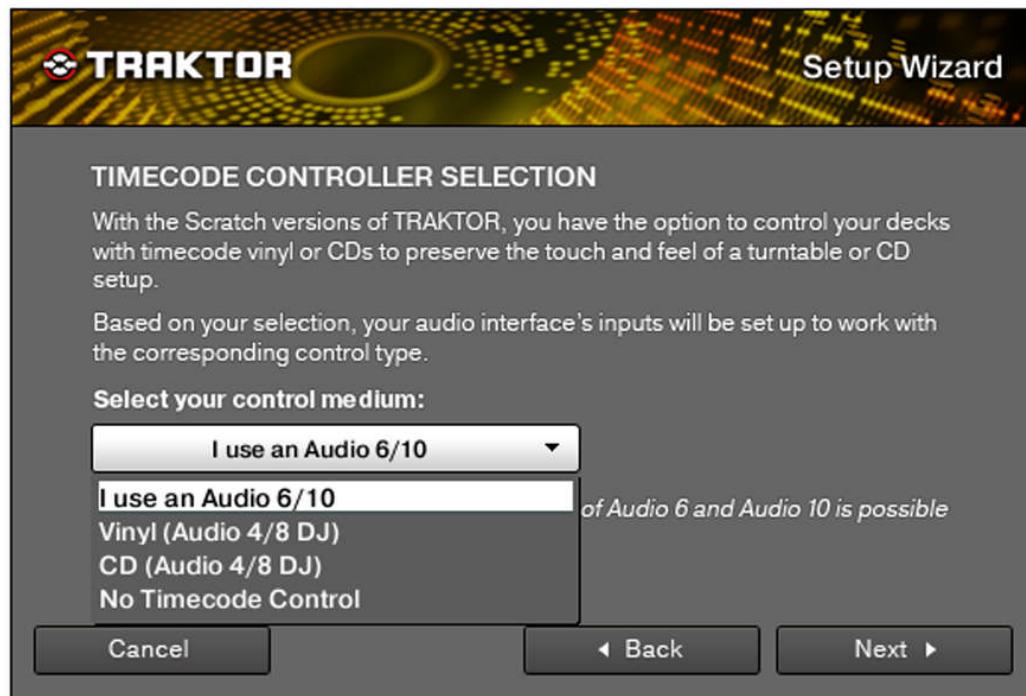 TRAKTOR
Setup Wizard
TIMECODE CONTROLLER SELECTION
With the Scratch versions of TRAKTOR, you have the option to control your decks
with timecode vinyl or CDs to preserve the touch and feel of a turntable or CD
setup.
Based on your selection, your audio interface's inputs will be set up to work with
the corresponding control type.
Select your control medium:
I use an Audio 6/10
I use an Audio 6/10
of Audio 6 and Audio 10 is possible
Vinyl (Audio 4/8 DJ)
CD (Audio 4/8 DJ)
No Timecode Control
Cancel
Back
Next